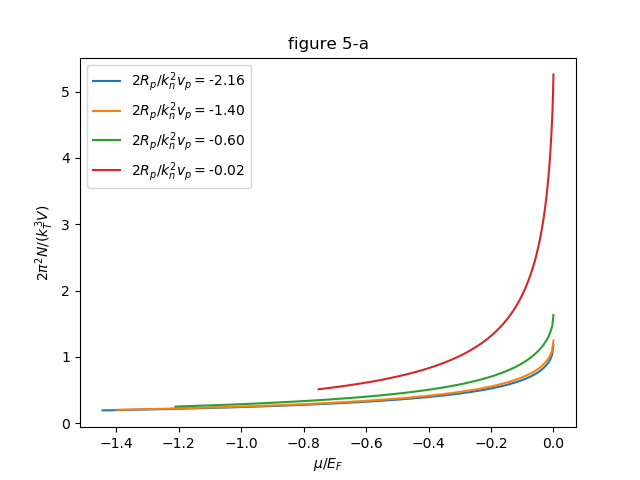 figure 5-a
2R_p/k_n^2v_p = -2.16
2R_p/k_n^2v_p = -1.40
2R_p/k_n^2v_p = -0.60
2R_p/k_n^2v_p = -0.02
2π^2N/(k_T^3V)
5
4
3
2
1
0
−1.4 −1.2 −1.0 −0.8 −0.6 −0.4 −0.2 0.0
μ/E_F